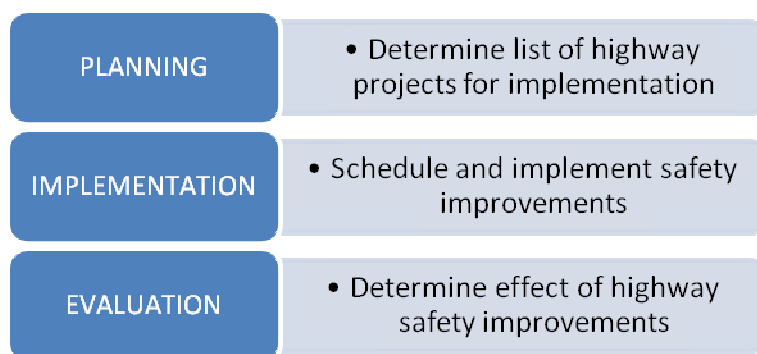 PLANNING
• Determine list of highway
projects for implementation
IMPLEMENTATION
• Schedule and implement safety
improvements
EVALUATION
• Determine effect of highway
safety improvements